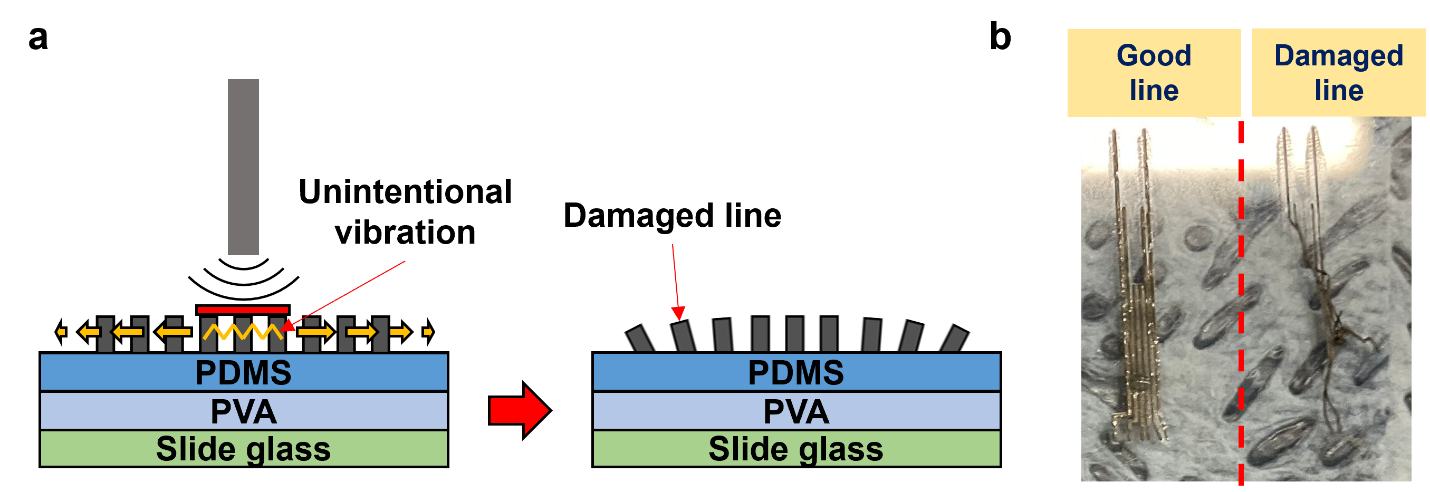 a
Unintentional
vibration
PDMS
PVA
Slide glass
Damaged line
PDMS
PVA
Slide glass
b
Good
line
Damaged
line